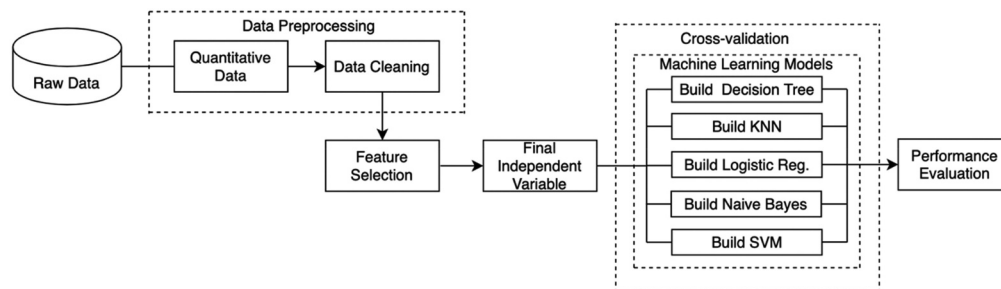 Data Preprocessing
Raw Data
Quantitative
Data
Data Cleaning
Feature
Selection
Final
Independent
Variable
Cross-validation
Machine Learning Models
Build Decision Tree
Build KNN
Build Logistic Reg.
Build Naive Bayes
Build SVM
Performance
Evaluation